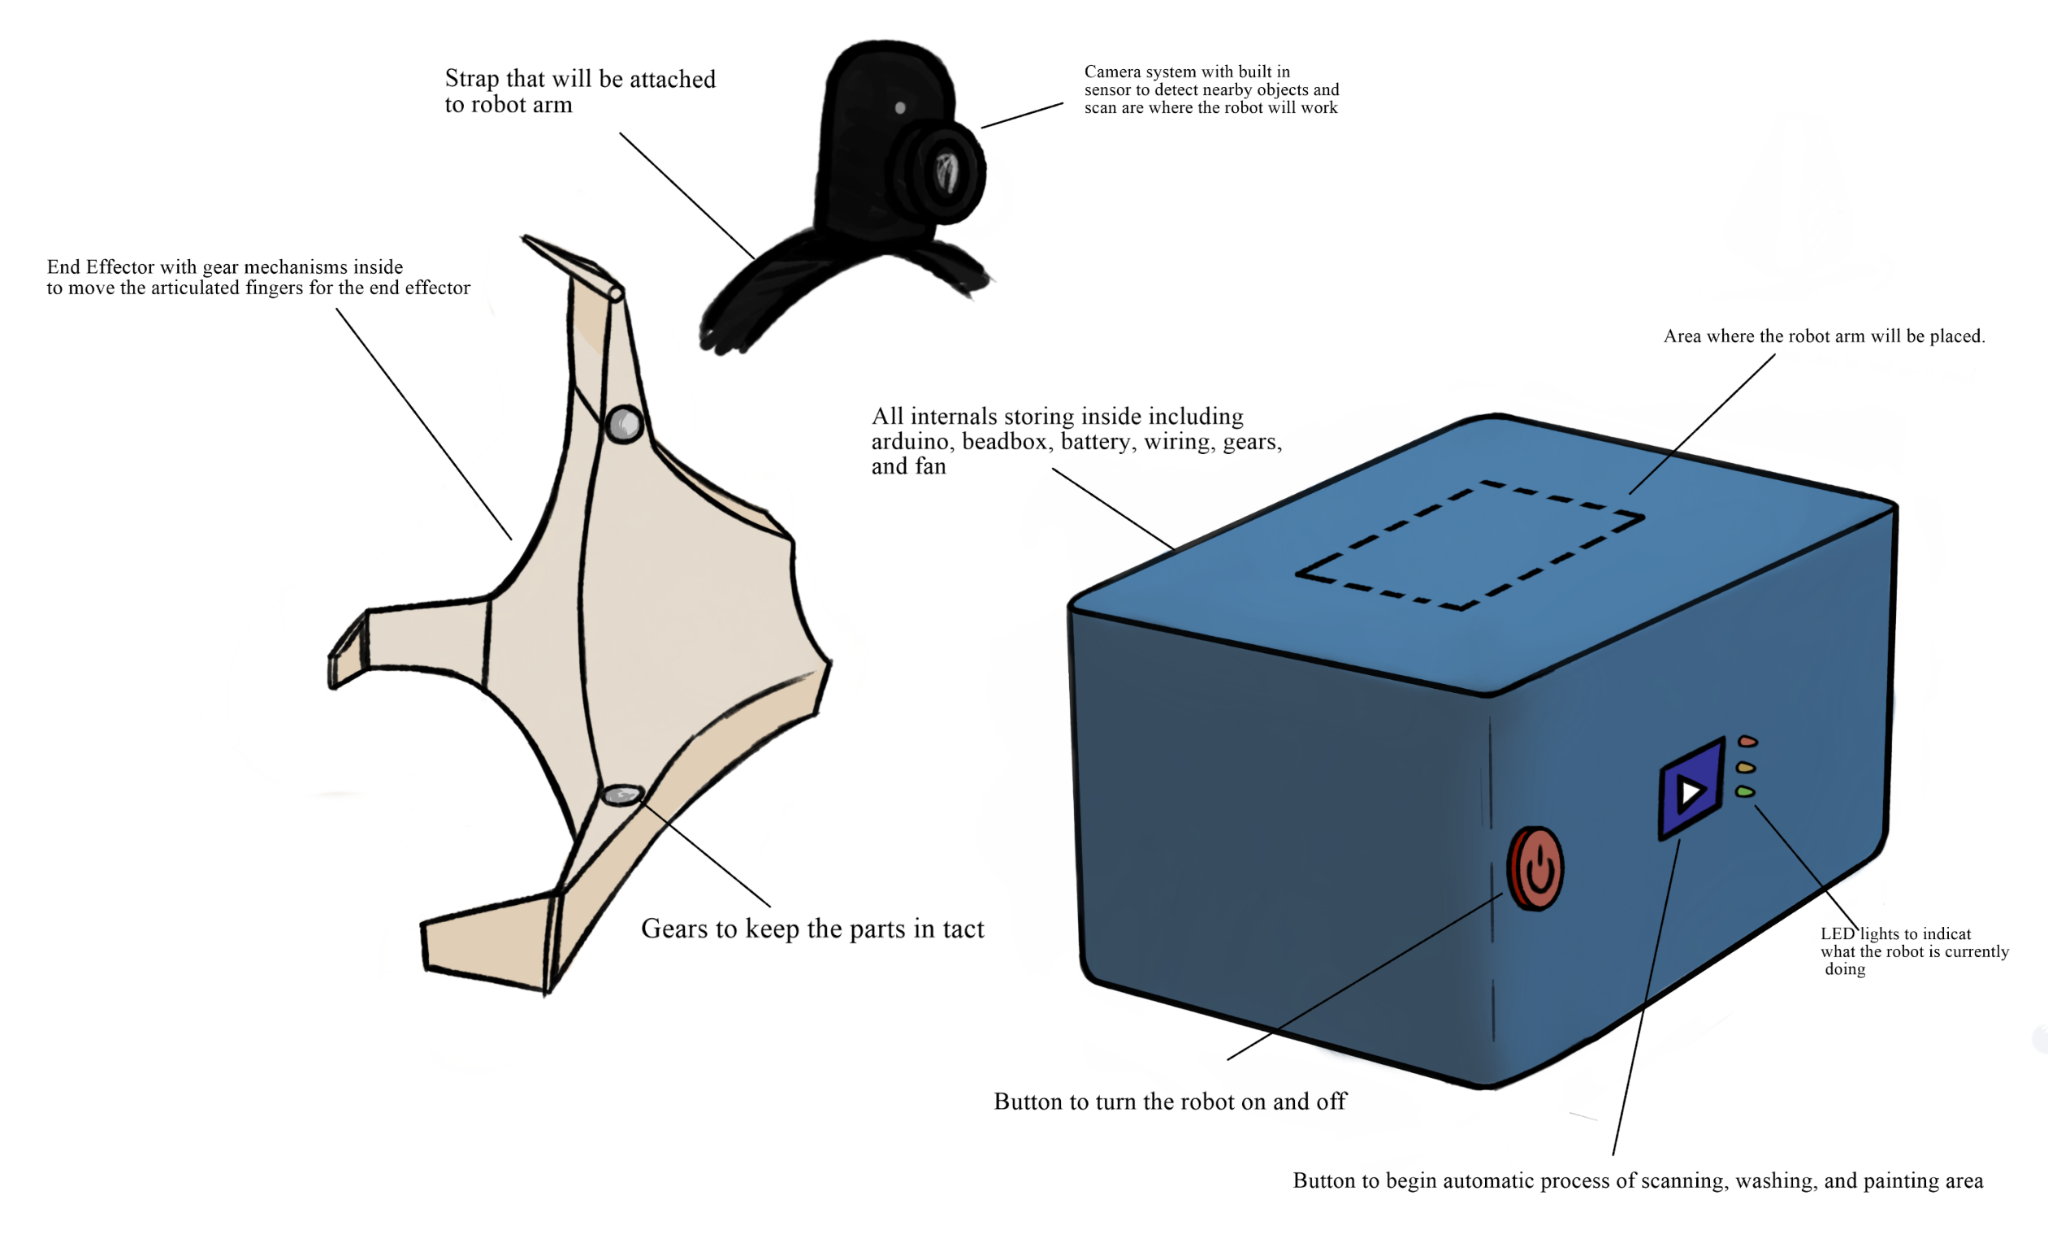 Strap that will be attached
to robot arm
Camera system with built in
sensor to detect nearby objects and
scan are where the robot will work
End Effector with gear mechanisms inside
to move the articulated fingers for the end effector
Area where the robot arm will be placed.
All internals storing inside including
arduino, beadbox, battery, wiring, gears,
and fan
Gears to keep the parts in tact
LED lights to indicat
what the robot is currently
doing
Button to turn the robot on and off
Button to begin automatic process of scanning, washing, and painting area